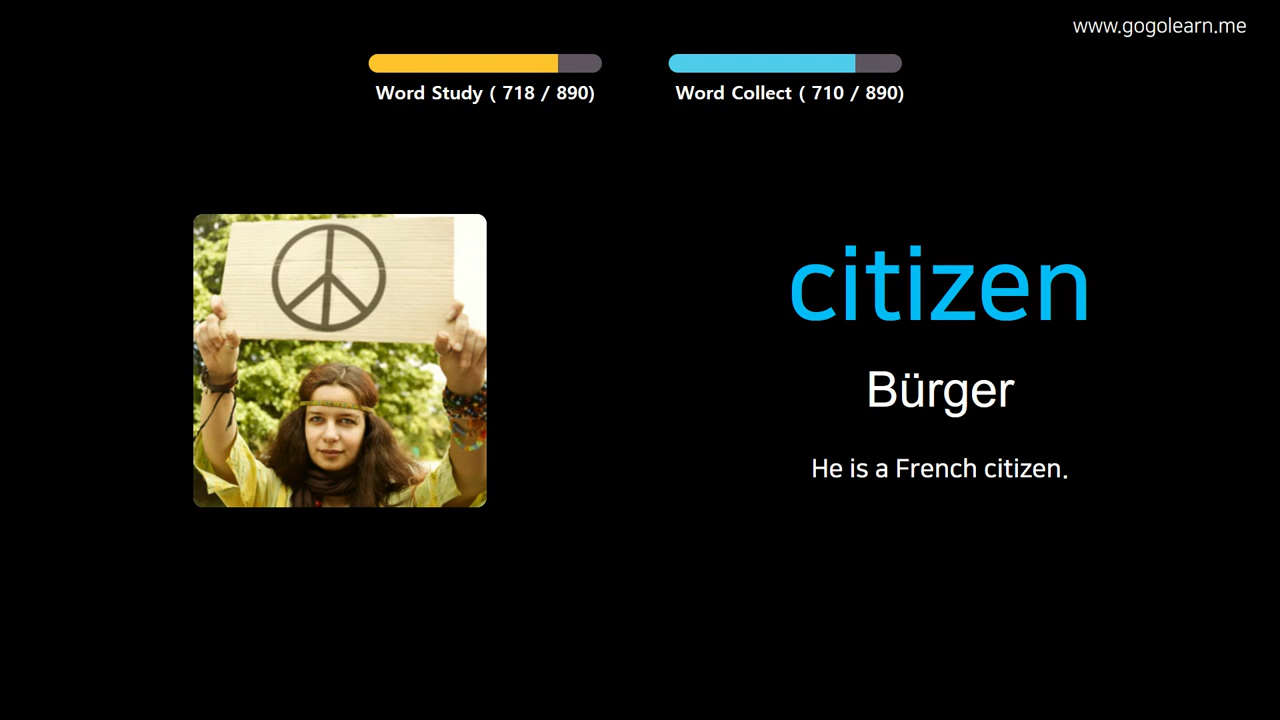 www.gogolearn.me
Word Study ( 718 / 890)
Word Collect ( 710 / 890)
citizen
Bürger
He is a French citizen.